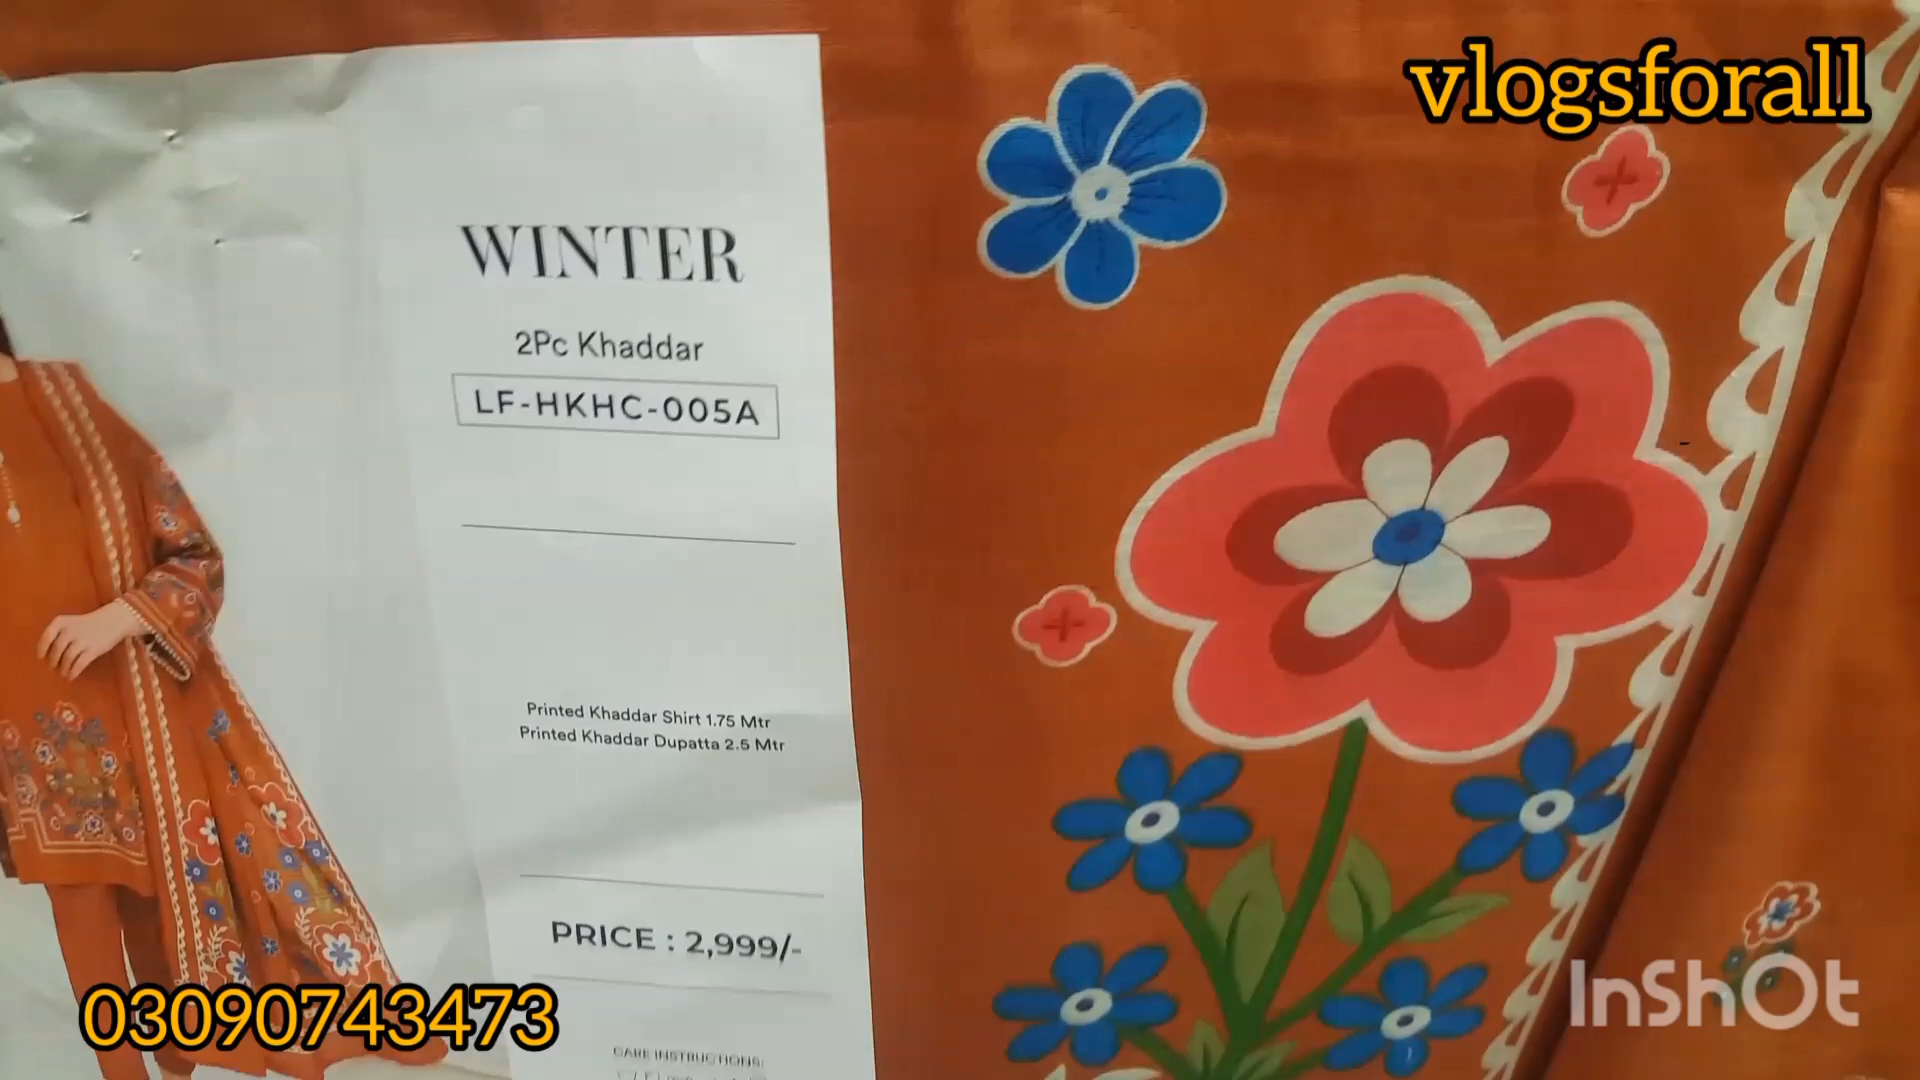 vlogsforall
WINTER
2Pc Khaddar
LF-HKHC-005A
Printed Khaddar Shirt 1.75 Mtr
Printed Khaddar Dupatta 2.5 Mtr
PRICE : 2,999/-
03090743473
CARE INSTRUCTIONS:
InShOt